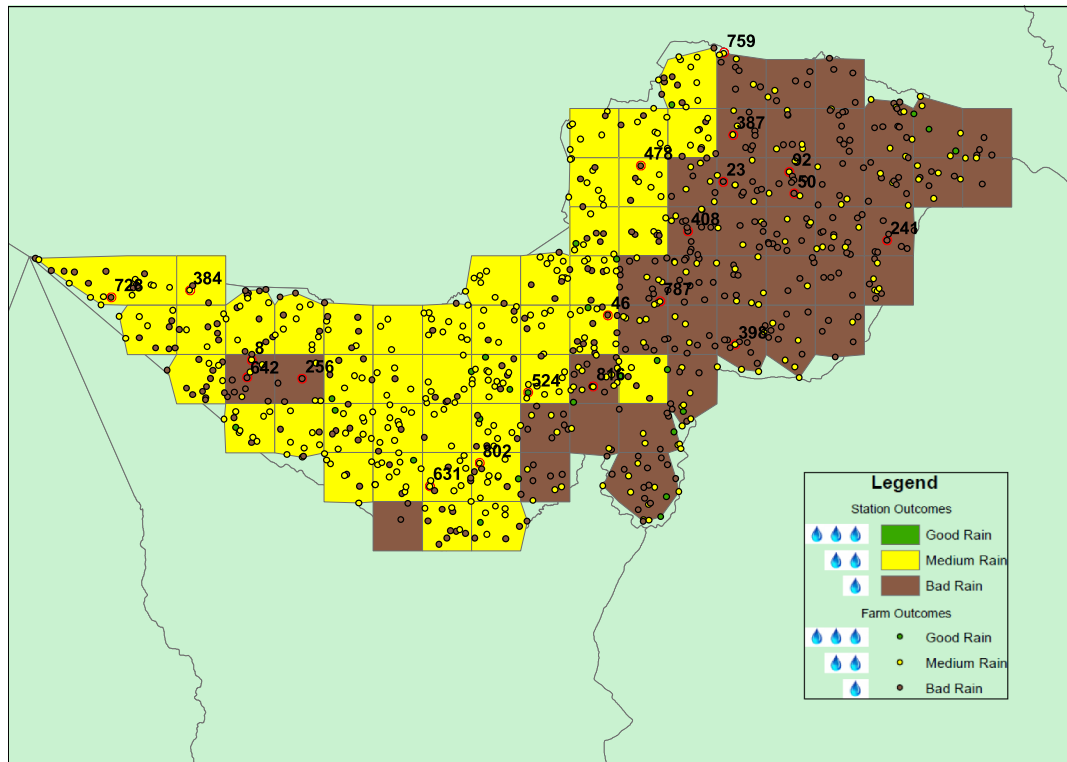 759
387
478
92
23
50
408
241
384
728
787
46
398
8
642
256
816
524
802
631
Legend
Station Outcomes
Good Rain
Medium Rain
Bad Rain
Farm Outcomes
Good Rain
Medium Rain
Bad Rain